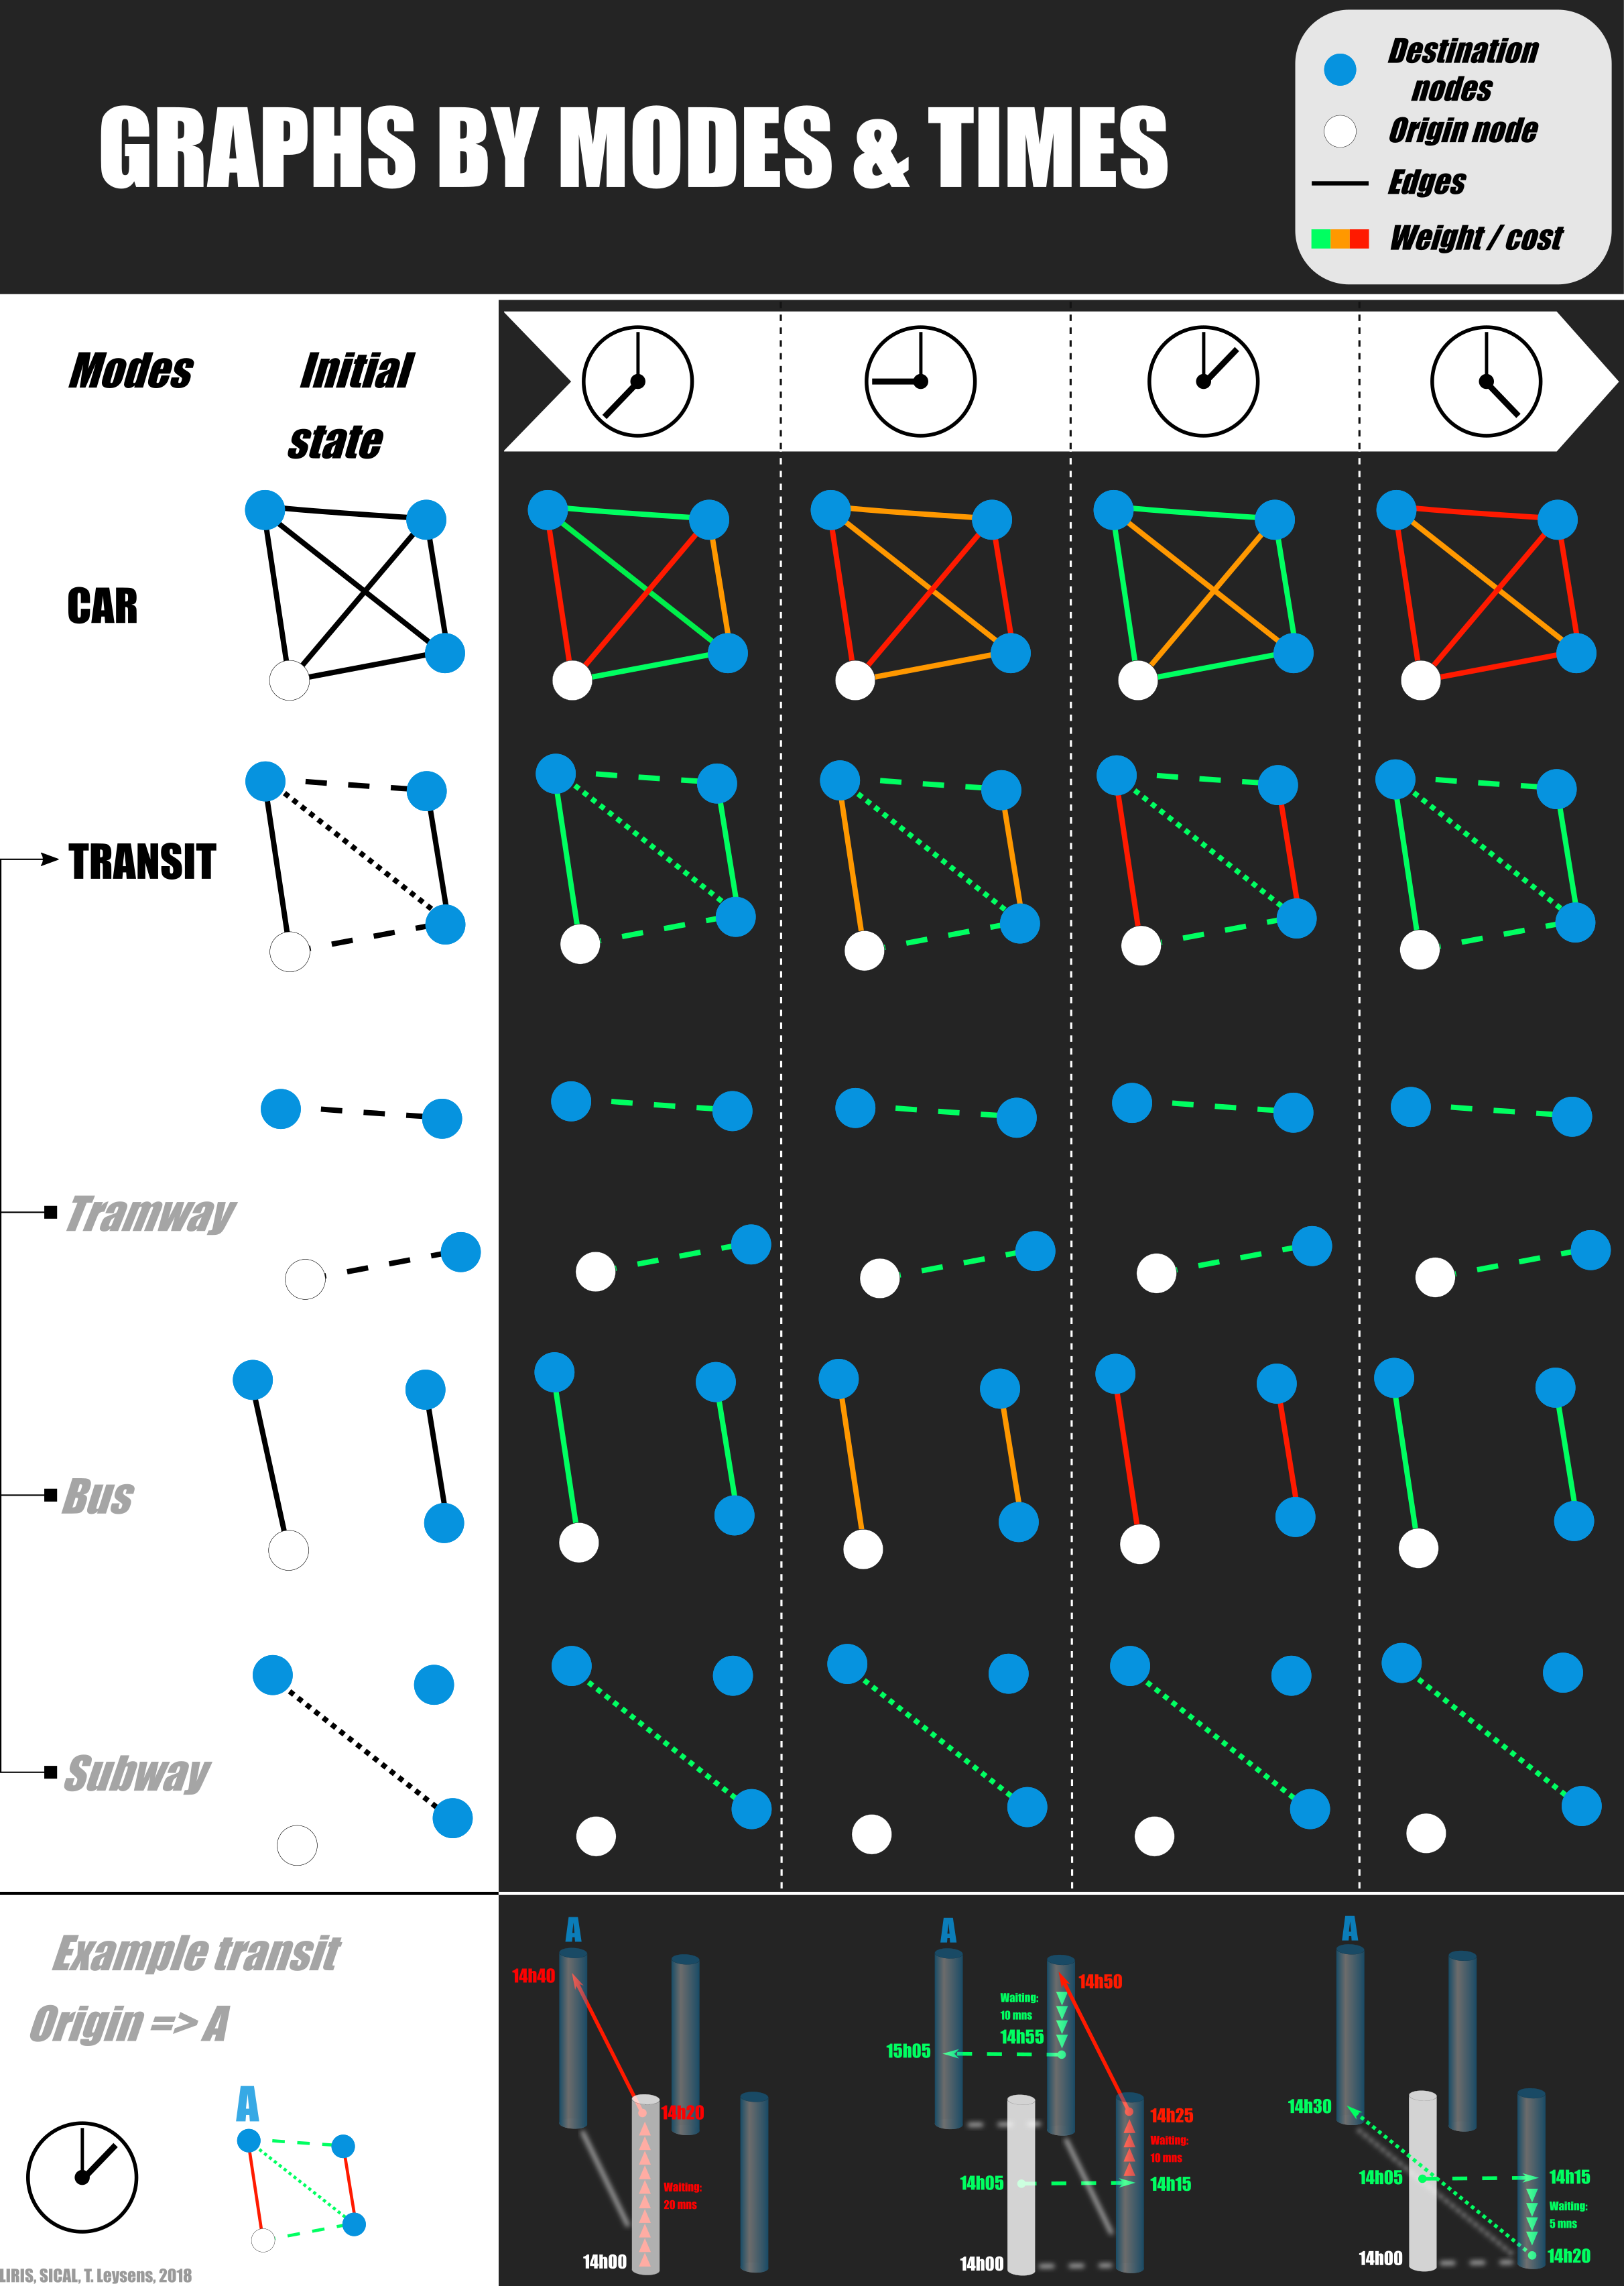 GRAPHS BY MODES & TIMES
Destination
nodes
Origin node
Edges
Weight / cost
Modes
Initial
state
CAR
TRANSIT
Tramway
Bus
Subway
Example transit
Origin => A
A
LIRIS, SICAL, T. Leysens, 2018
A
14h40
14h20
Waiting:
20 mns
14h00
A
14h50
Waiting:
10 mns
14h55
15h05
14h25
Waiting:
10 mns
14h05
14h15
14h00
A
14h30
14h05
14h15
Waiting:
5 mns
14h00
14h20